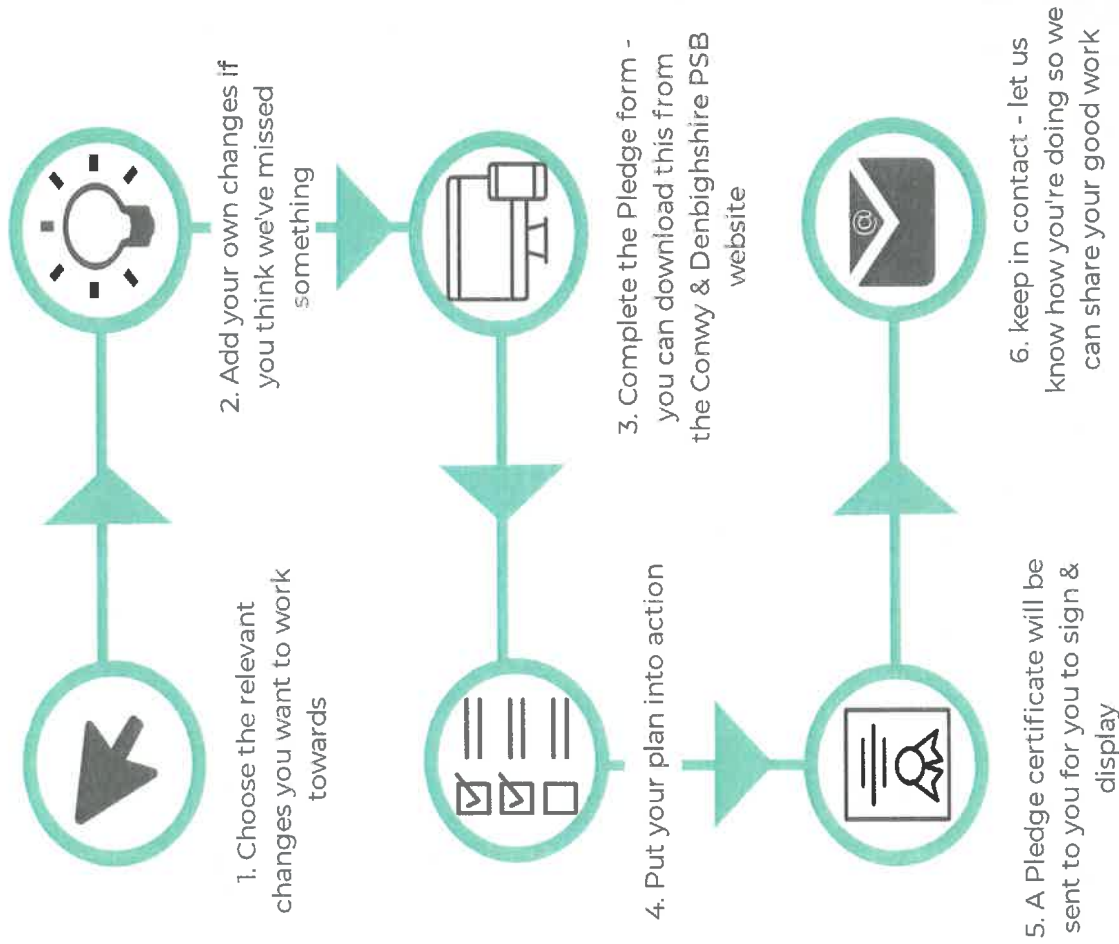 1. Choose the relevant
changes you want to work
towards
2. Add your own changes if
you think we've missed
something
3. Complete the Pledge form -
you can download this from
the Conwy & Denbighshire PSB
website
4. Put your plan into action
5. A Pledge certificate will be
sent to you for you to sign &
display
6. keep in contact - let us
know how you're doing so we
can share your good work
@